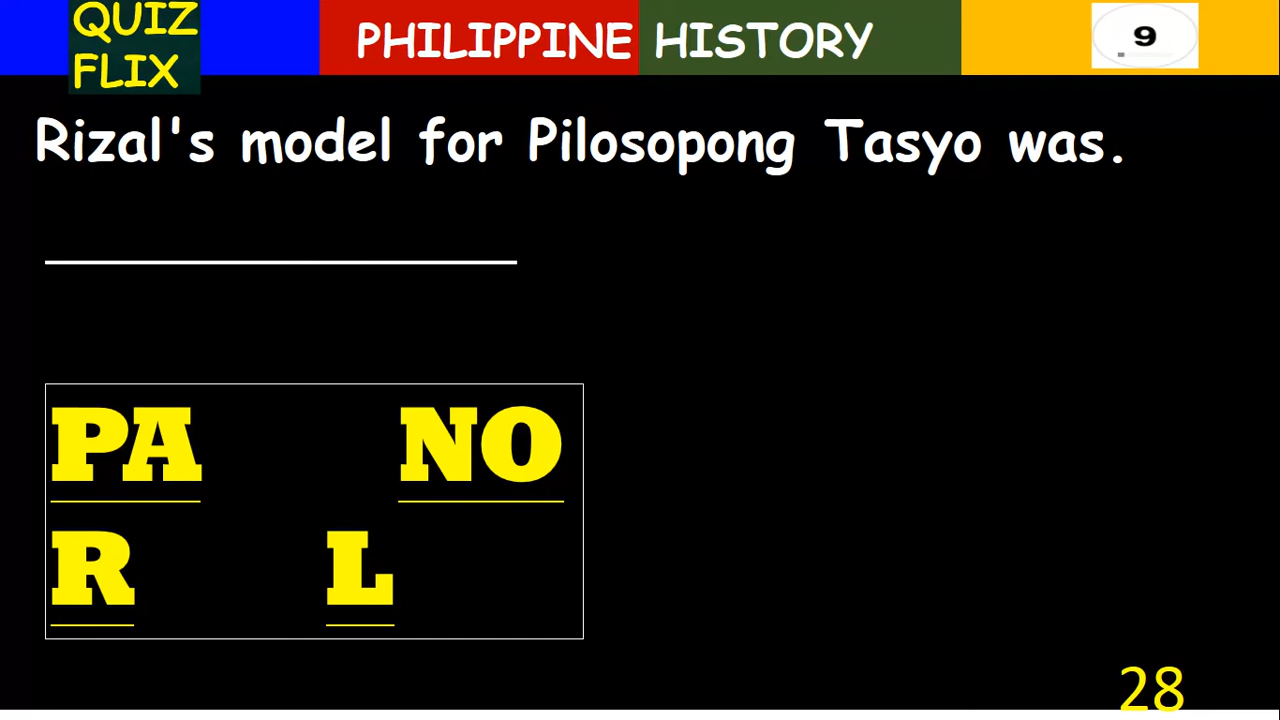 QUIZ
FLIX
PHILIPPINE HISTORY
9
Rizal's model for Pilosopong Tasyo was.
PA NO
R L
28